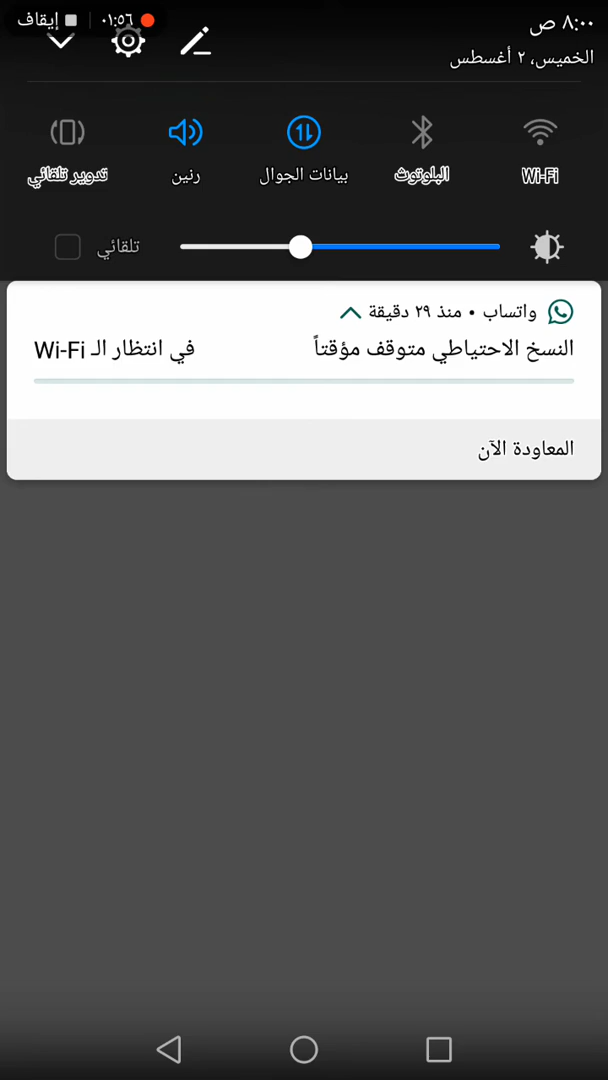 ٨:٠٠ ص
٠١:٥٦ | إيقاف
الخميس، ٢ أغسطس
Wi-Fi
البلوتوث
بيانات الجوال
رنين
تدوير تلقائي
تلقائي
واتساب • منذ ٢٩ دقيقة
النسخ الاحتياطي متوقف مؤقتاً
في انتظار الـ Wi-Fi
المعاودة الآن